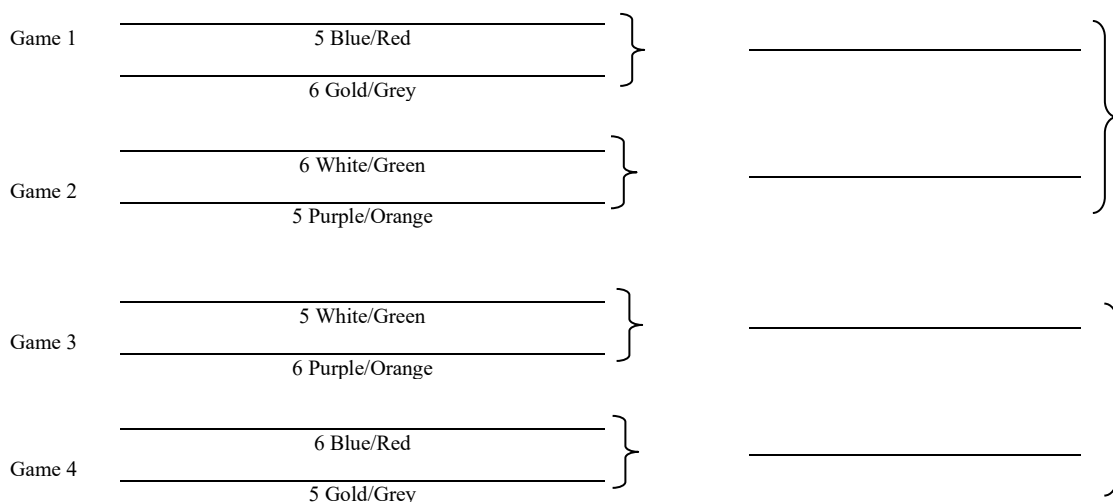 Game 1
5 Blue/Red
6 Gold/Grey
6 White/Green
Game 2
5 Purple/Orange
5 White/Green
Game 3
6 Purple/Orange
6 Blue/Red
Game 4
5 Gold/Grey